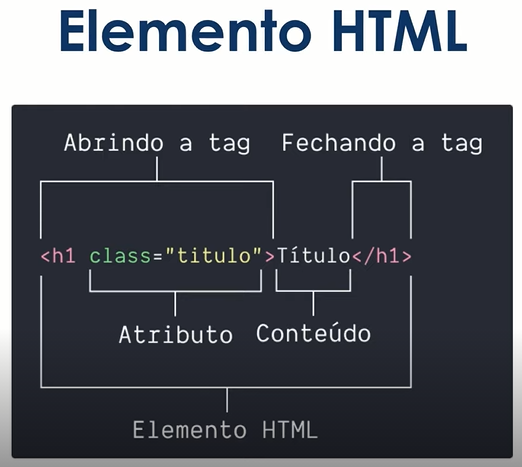 Elemento HTML
Abrindo a tag Fechando a tag
<h1 class="titulo">Título</h1>
Atributo Conteúdo
Elemento HTML